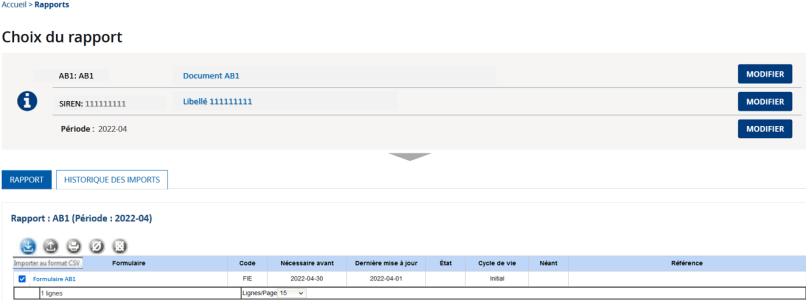 Accueil > Rapports
Choix du rapport
AB1: AB1 Document AB1 MODIFIER
SIREN: 111111111 Libellé 111111111 MODIFIER
Période : 2022-04 MODIFIER
RAPPORT HISTORIQUE DES IMPORTS
Rapport : AB1 (Période : 2022-04)
Importer au format CSV Formulaire Code Nécessaire avant Dernière mise à jour État Cycle de vie Néant Référence
Formulaire AB1 FIE 2022-04-30 2022-04-01 Initial
1 lignes Lignes/Page 15